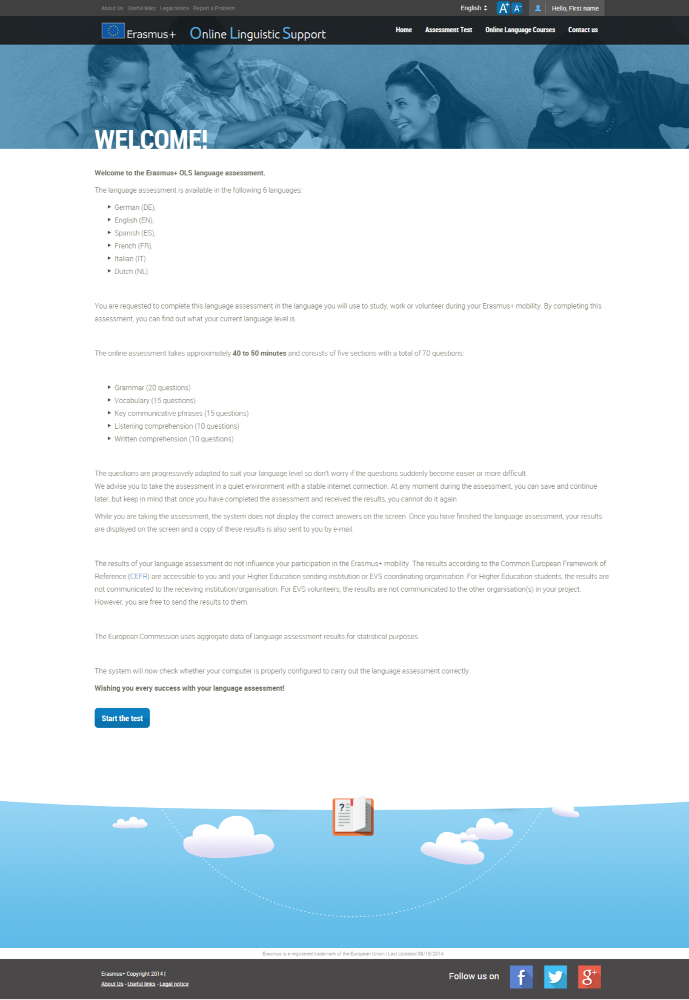 About Us Useful links Legal notice Report a Problem
English A+ A- Hello, First name
Erasmus+ Online Linguistic Support
Home Assessment Test Online Language Courses Contact us
WELCOME!
Welcome to the Erasmus+ OLS language assessment.
The language assessment is available in the following 6 languages:
German (DE),
English (EN),
Spanish (ES),
French (FR),
Italian (IT)
Dutch (NL).
You are requested to complete this language assessment in the language you will use to study, work or volunteer during your Erasmus+ mobility. By completing this
assessment, you can find out what your current language level is.
The online assessment takes approximately 40 to 50 minutes and consists of five sections with a total of 70 questions:
Grammar (20 questions)
Vocabulary (15 questions)
Key communicative phrases (15 questions)
Listening comprehension (10 questions)
Written comprehension (10 questions)
The questions are progressively adapted to suit your language level so don't worry if the questions suddenly become easier or more difficult.
We advise you to take the assessment in a quiet environment with a stable internet connection. At any moment during the assessment, you can save and continue
later, but keep in mind that once you have completed the assessment and received the results, you cannot do it again.
While you are taking the assessment, the system does not display the correct answers on the screen. Once you have finished the language assessment, your results
are displayed on the screen and a copy of these results is also sent to you by e-mail.
The results of your language assessment do not influence your participation in the Erasmus+ mobility. The results according to the Common European Framework of
Reference (CEFR) are accessible to you and your Higher Education sending institution or EVS coordinating organisation. For Higher Education students, the results are
not communicated to the receiving institution/organisation. For EVS volunteers, the results are not communicated to the other organisation(s) in your project.
However, you are free to send the results to them.
The European Commission uses aggregate data of language assessment results for statistical purposes.
The system will now check whether your computer is properly configured to carry out the language assessment correctly.
Wishing you every success with your language assessment!
Start the test
?
Erasmus is a registered trademark of the European Union | Last Updated 09/18/2014
Erasmus+ Copyright 2014 |
About Us - Useful links - Legal notice
Follow us on f g+